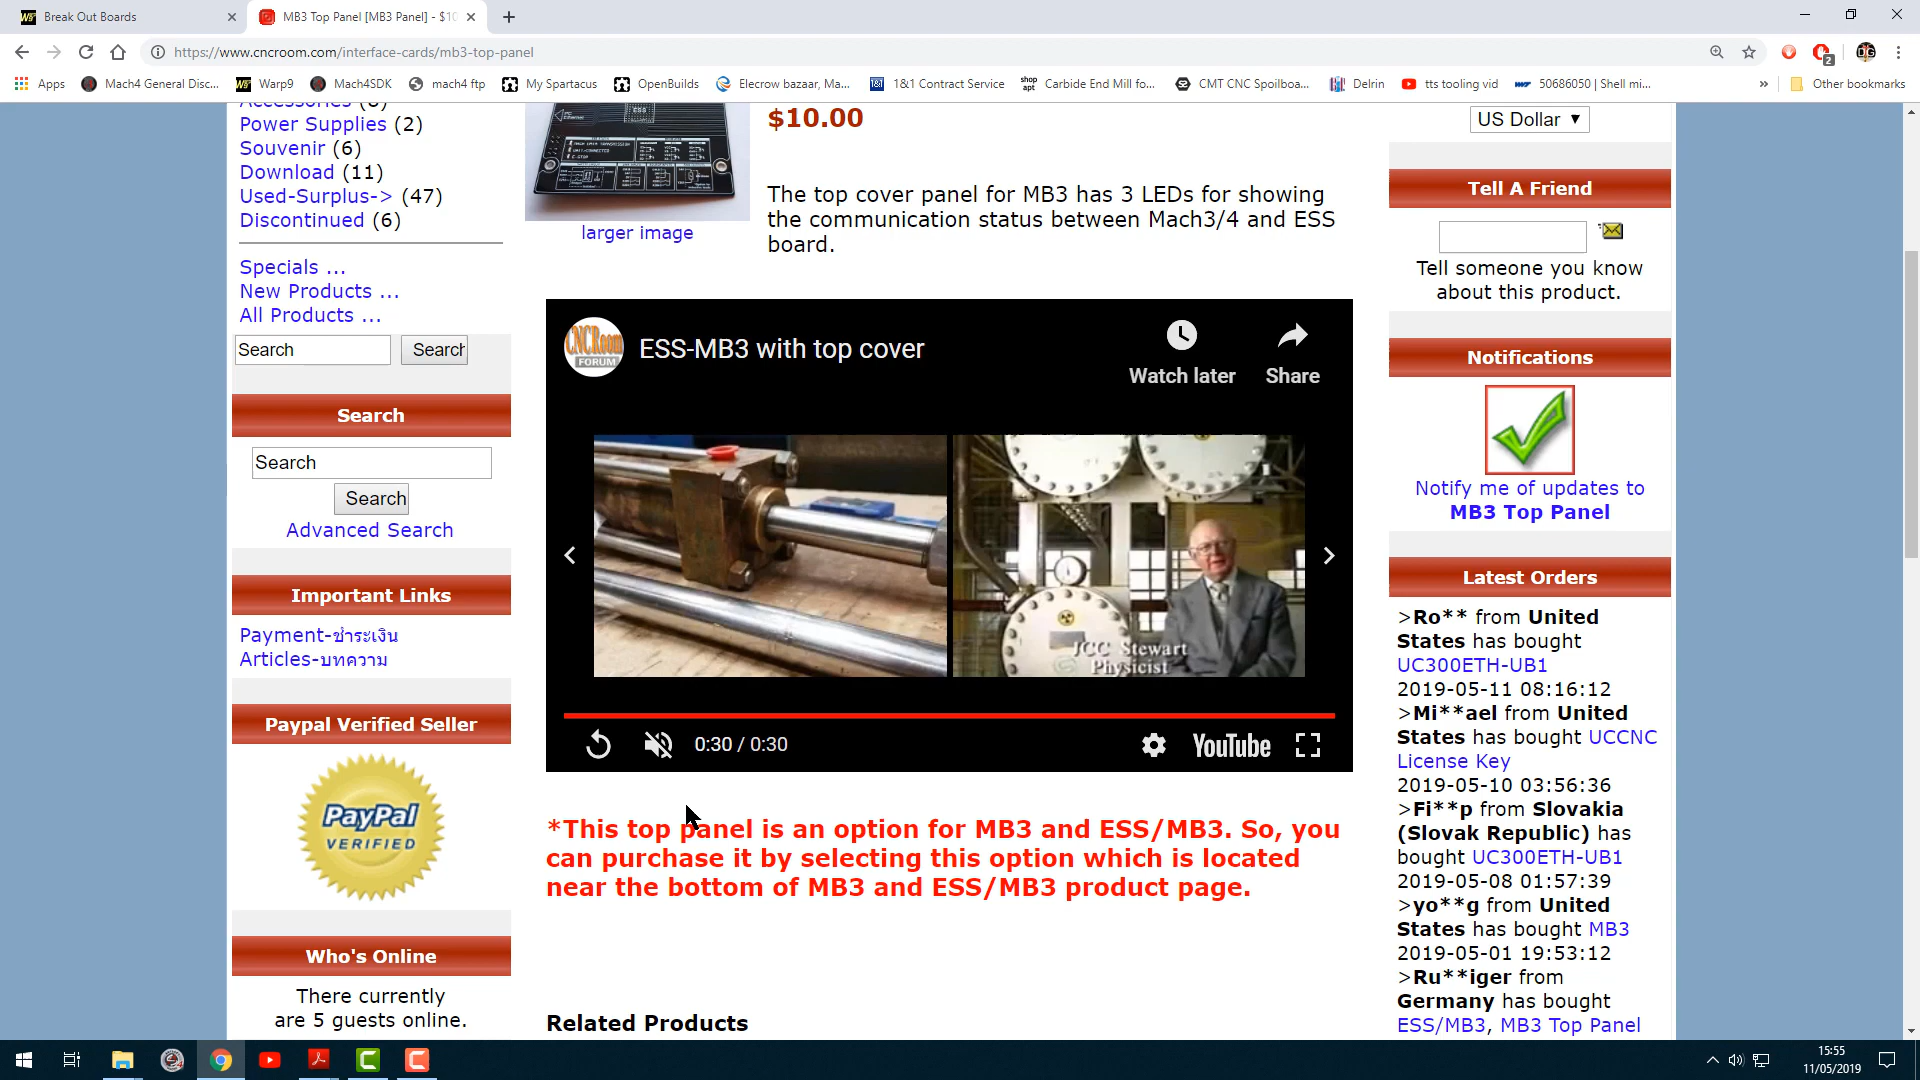 Break Out Boards
MB3 Top Panel [MB3 Panel] - $10
https://www.cncroom.com/interface-cards/mb3-top-panel
2
Apps
Mach4 General Disc...
Warp9
Mach4SDK
mach4 ftp
My Spartacus
OpenBuilds
Elecrow bazaar, Ma...
1&1 Contract Service
shop apt
Carbide End Mill fo...
CMT CNC Spoilboa...
Delrin
tts tooling vid
50686050 | Shell mi...
»
Other bookmarks
Power Supplies (2)
Souvenir (6)
Download (11)
Used-Surplus-> (47)
Discontinued (6)
Specials ...
New Products ...
All Products ...
Search
Search
Search
Search
Search
Advanced Search
Important Links
Payment-ชำระเงิน
Articles-บทความ
Paypal Verified Seller
PayPal
VERIFIED
Who's Online
There currently
are 5 guests online.
larger image
$10.00
The top cover panel for MB3 has 3 LEDs for showing
the communication status between Mach3/4 and ESS
board.
CNCRoom
FORUM
ESS-MB3 with top cover
Watch later
Share
JCC Stewart
Physicist
0:30 / 0:30
YouTube
*This top panel is an option for MB3 and ESS/MB3. So, you
can purchase it by selecting this option which is located
near the bottom of MB3 and ESS/MB3 product page.
Related Products
US Dollar
Tell A Friend
Tell someone you know
about this product.
Notifications
Notify me of updates to
MB3 Top Panel
Latest Orders
>Ro** from United
States has bought
UC300ETH-UB1
2019-05-11 08:16:12
>Mi**ael from United
States has bought UCCNC
License Key
2019-05-10 03:56:36
>Fi**p from Slovakia
(Slovak Republic) has
bought UC300ETH-UB1
2019-05-08 01:57:39
>yo**g from United
States has bought MB3
2019-05-01 19:53:12
>Ru**iger from
Germany has bought
ESS/MB3, MB3 Top Panel
15:55
11/05/2019